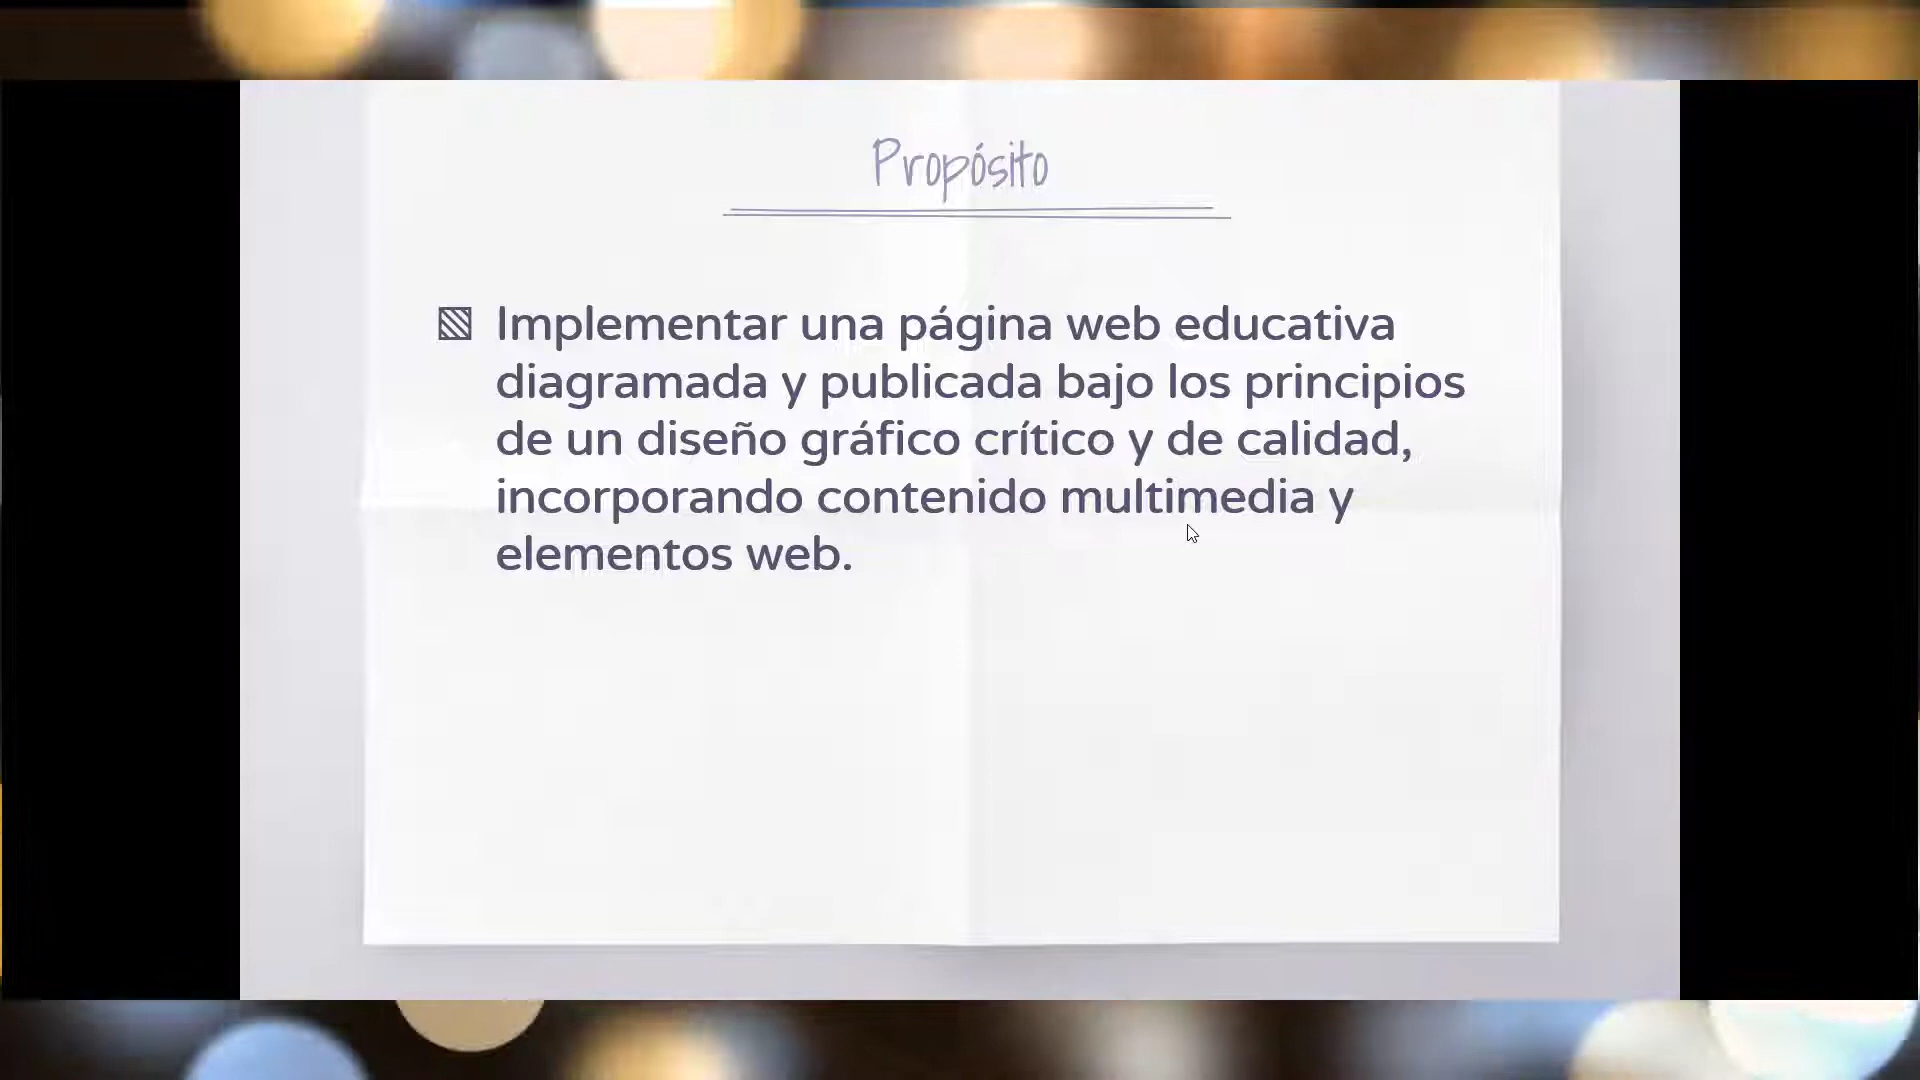 Propósito
Implementar una página web educativa
diagramada y publicada bajo los principios
de un diseño gráfico crítico y de calidad,
incorporando contenido multimedia y
elementos web.